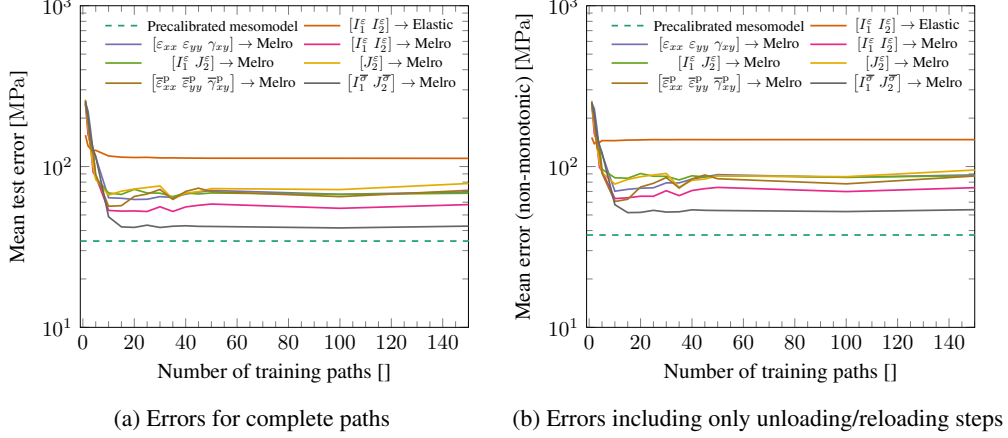 10³
10²
10¹
Mean test error [MPa]
Precalibrated mesomodel
[I₁^ε I₂^ε] → Elastic
[ε_xx ε_yy γ_xy] → Melro
[I₁^ε I₂^ε] → Melro
[I₁^ε J₂^ε] → Melro
[J₂^ε] → Melro
[ε̄^p_xx ε̄^p_yy γ̄^p_xy] → Melro
[I₁^σ̄ J₂^σ̄] → Melro
0 20 40 60 80 100 120 140
Number of training paths []
(a) Errors for complete paths
10³
10²
10¹
Mean error (non-monotonic) [MPa]
Precalibrated mesomodel
[I₁^ε I₂^ε] → Elastic
[ε_xx ε_yy γ_xy] → Melro
[I₁^ε I₂^ε] → Melro
[I₁^ε J₂^ε] → Melro
[J₂^ε] → Melro
[ε̄^p_xx ε̄^p_yy γ̄^p_xy] → Melro
[I₁^σ̄ J₂^σ̄] → Melro
0 20 40 60 80 100 120 140
Number of training paths []
(b) Errors including only unloading/reloading steps